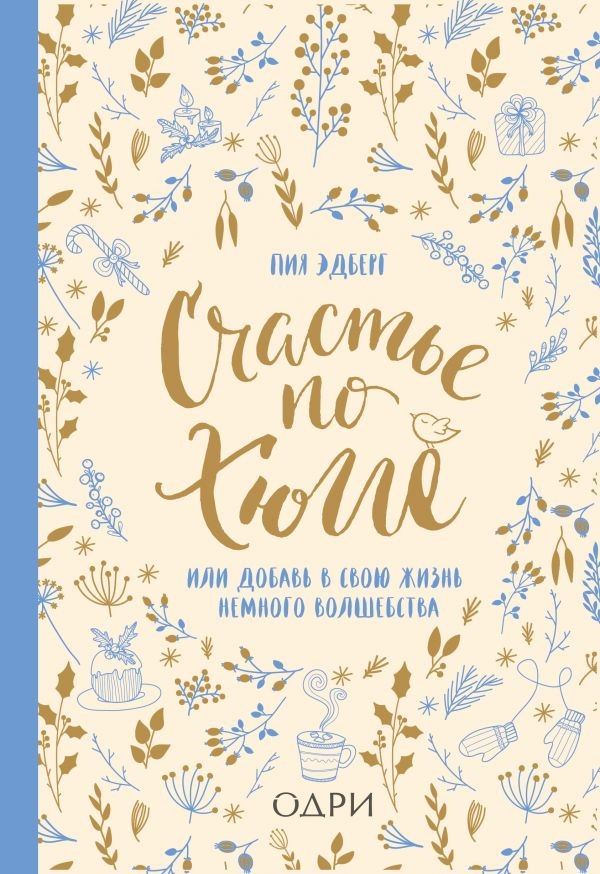 ПИЯ ЭДБЕРГ
Счастье
по
Хюгге
ИЛИ ДОБАВЬ В СВОЮ ЖИЗНЬ
НЕМНОГО ВОЛШЕБСТВА
ОДРИ